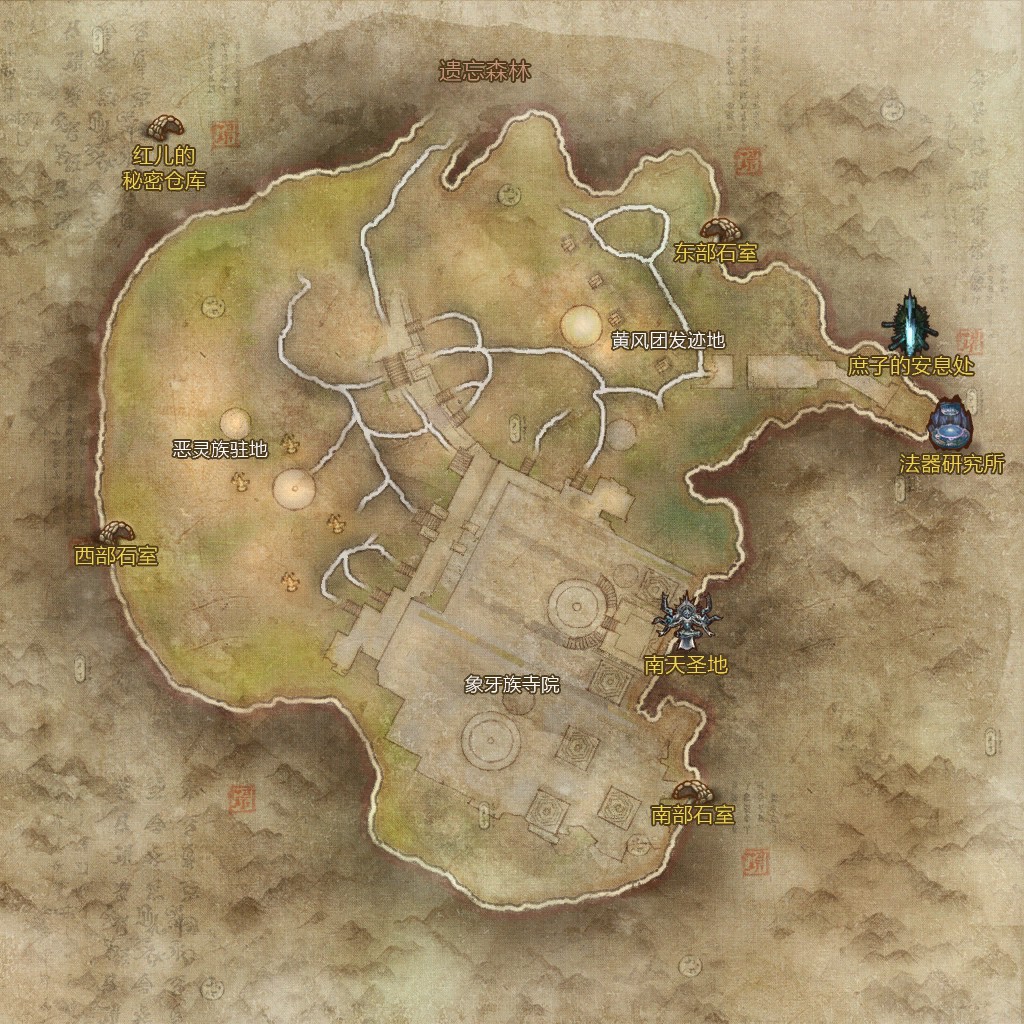 遗忘森林
红儿的
秘密仓库
东部石室
黄风团发迹地
庶子的安息处
恶灵族驻地
法器研究所
西部石室
南天圣地
象牙族寺院
南部石室